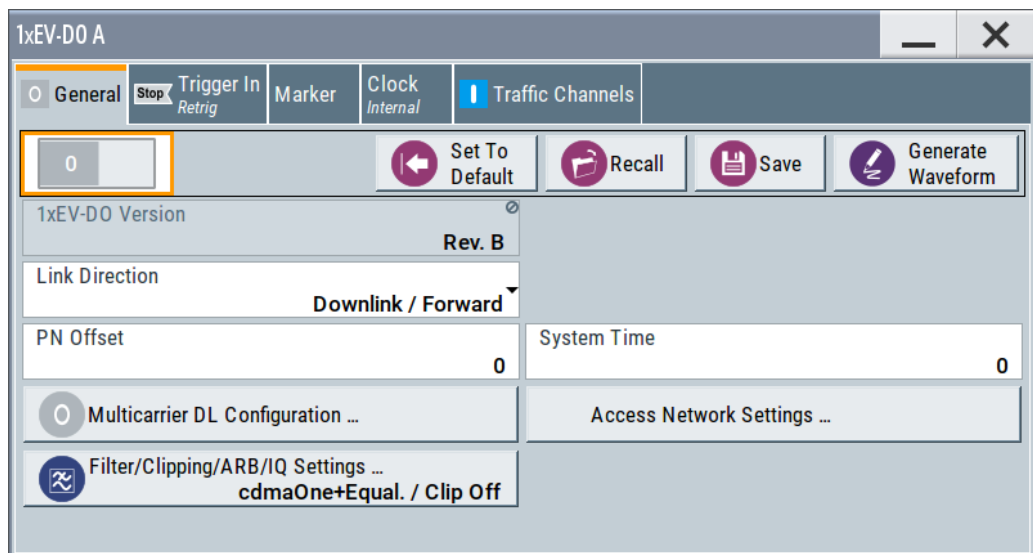 1xEV-DO A
0 General
Stop Trigger In
Retrig
Marker
Clock
Internal
I Traffic Channels
0
Set To
Default
Recall
Save
Generate
Waveform
1xEV-DO Version
Rev. B
Link Direction
Downlink / Forward
PN Offset
0
System Time
0
0 Multicarrier DL Configuration ...
Access Network Settings ...
Filter/Clipping/ARB/IQ Settings ...
cdmaOne+Equal. / Clip Off